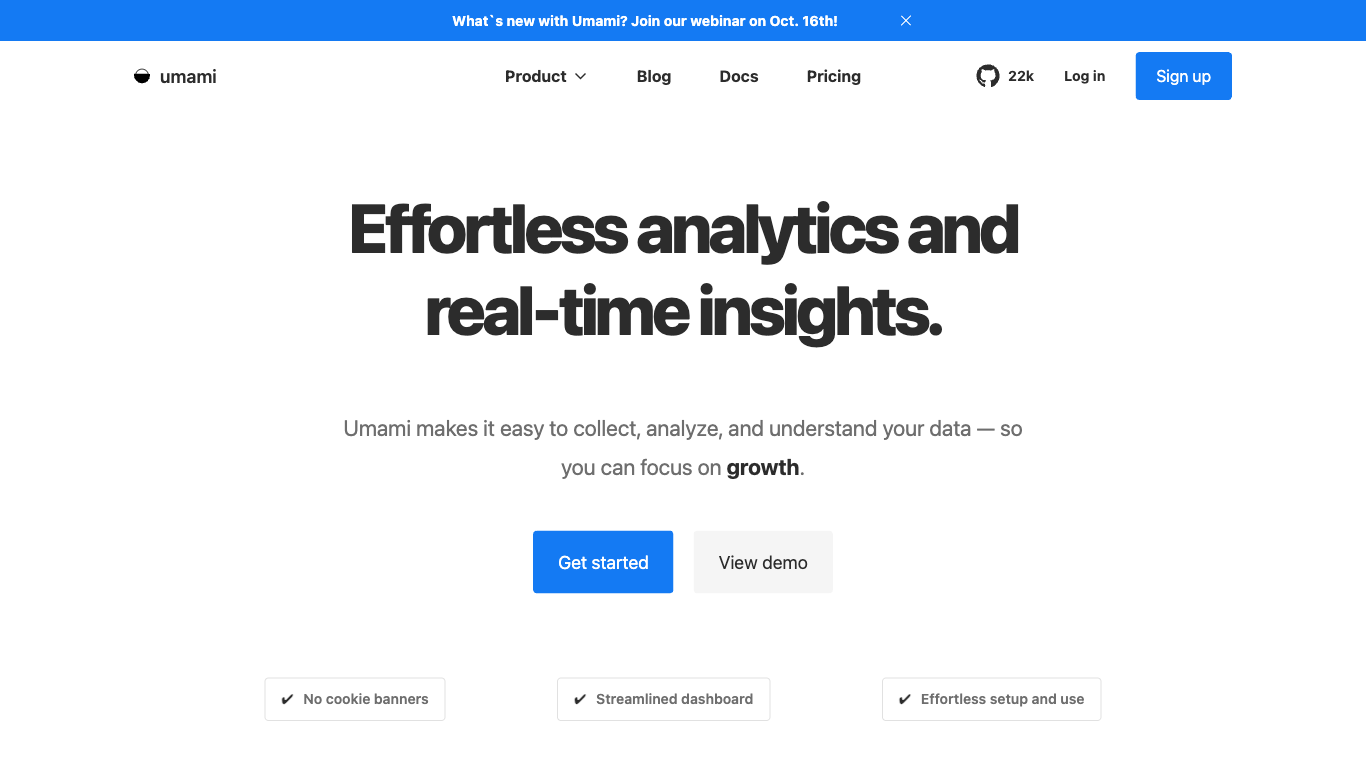 What`s new with Umami? Join our webinar on Oct. 16th!
umami
Product
Blog
Docs
Pricing
22k
Log in
Sign up
Effortless analytics and
real-time insights.
Umami makes it easy to collect, analyze, and understand your data — so
you can focus on growth.
Get started
View demo
✔ No cookie banners
✔ Streamlined dashboard
✔ Effortless setup and use